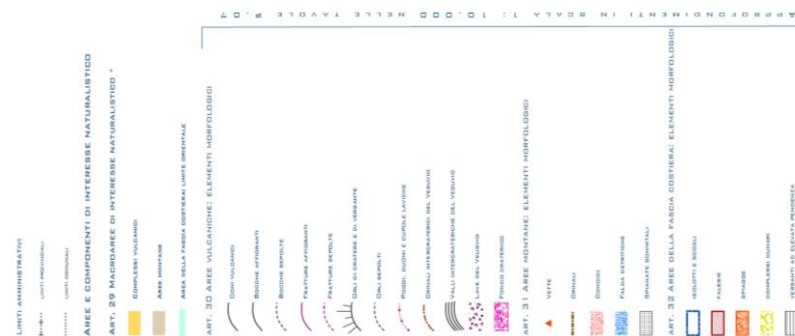 LIMITI AMMINISTRATIVI
LIMITI PROVINCIALI
LIMITI COMUNALI
AREE E COMPONENTI DI INTERESSE NATURALISTICO
ART. 29 MACROAREE DI INTERESSE NATURALISTICO *
COMPLESSI VULCANICI
AREE MONTANE
AREA DELLA FASCIA COSTIERA/ LIMITE ORIENTALE
ART. 30 AREE VULCANICHE: ELEMENTI MORFOLOGICI
CONI VULCANICI
BOCCHE AFFIORANTI
BOCCHE SEPOLTE
FRATTURE AFFIORANTI
FRATTURE SEPOLTE
ORLI DI CRATERE E DI VERSANTE
ORLI SEPOLTI
FOSSI, DUOMI E CUPOLE LAVICHE
CRINALI INTERCRATERICI DEL VESUVIO
VALLI INTERCRATERICHE DEL VESUVIO
LAVE DEL VESUVIO
FONDO CRATERICO
ART. 31 AREE MONTANE: ELEMENTI MORFOLOGICI
VETTE
CRINALI
CONOIDI
FALDA DETRITICHE
SPIANATE SOMMITALI
ART. 32 AREE DELLA FASCIA COSTIERA: ELEMENTI MORFOLOGICI
ISOLOTTI E SCOGLI
FALESIE
SPIAGGE
COMPLESSI DUNARI
VERSANTI AD ELEVATA PENDENZA
APPROFONDIMENTI IN SCALA 1: 10.000 NELLE TAVOLE P.07